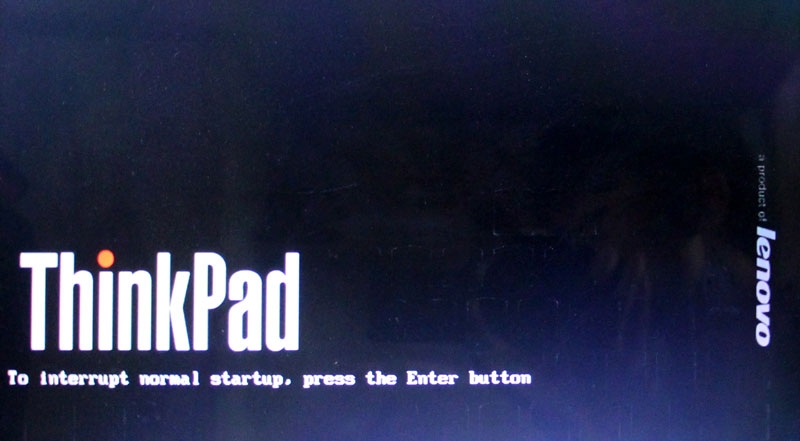 ThinkPad
To interrupt normal startup, press the Enter button
a product of lenovo